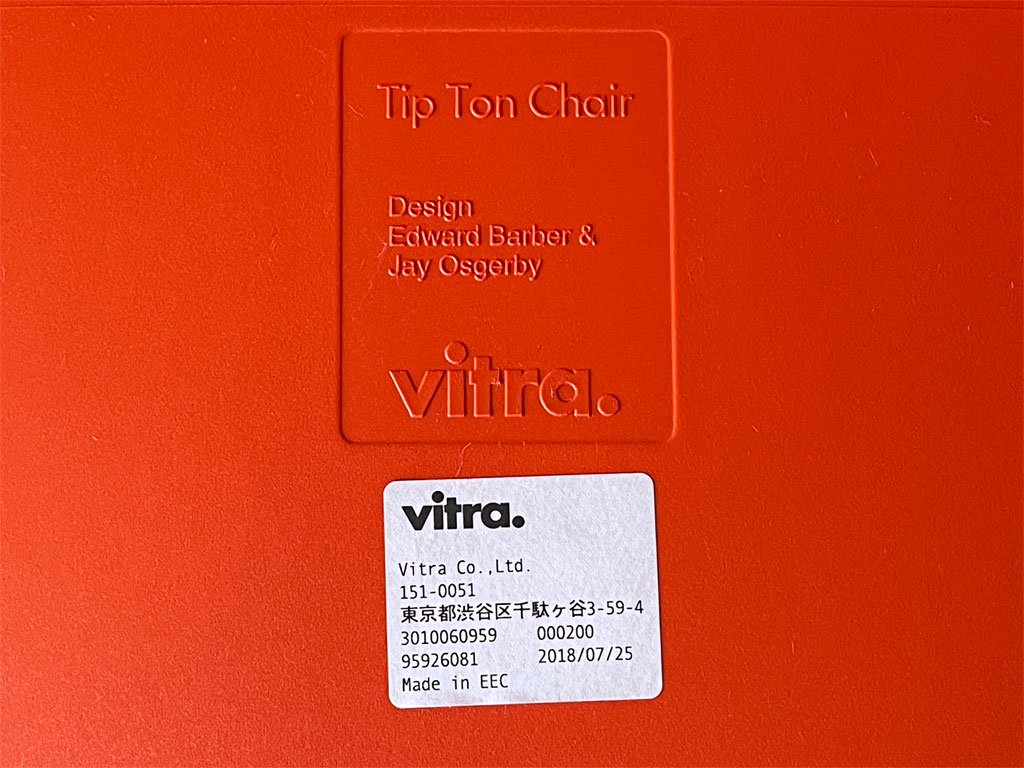 Tip Ton Chair
Design
Edward Barber &
Jay Osgerby
vitra.
vitra.
Vitra Co.,Ltd.
151-0051
東京都渋谷区千駄ヶ谷3-59-4
3010060959 000200
95926081 2018/07/25
Made in EEC